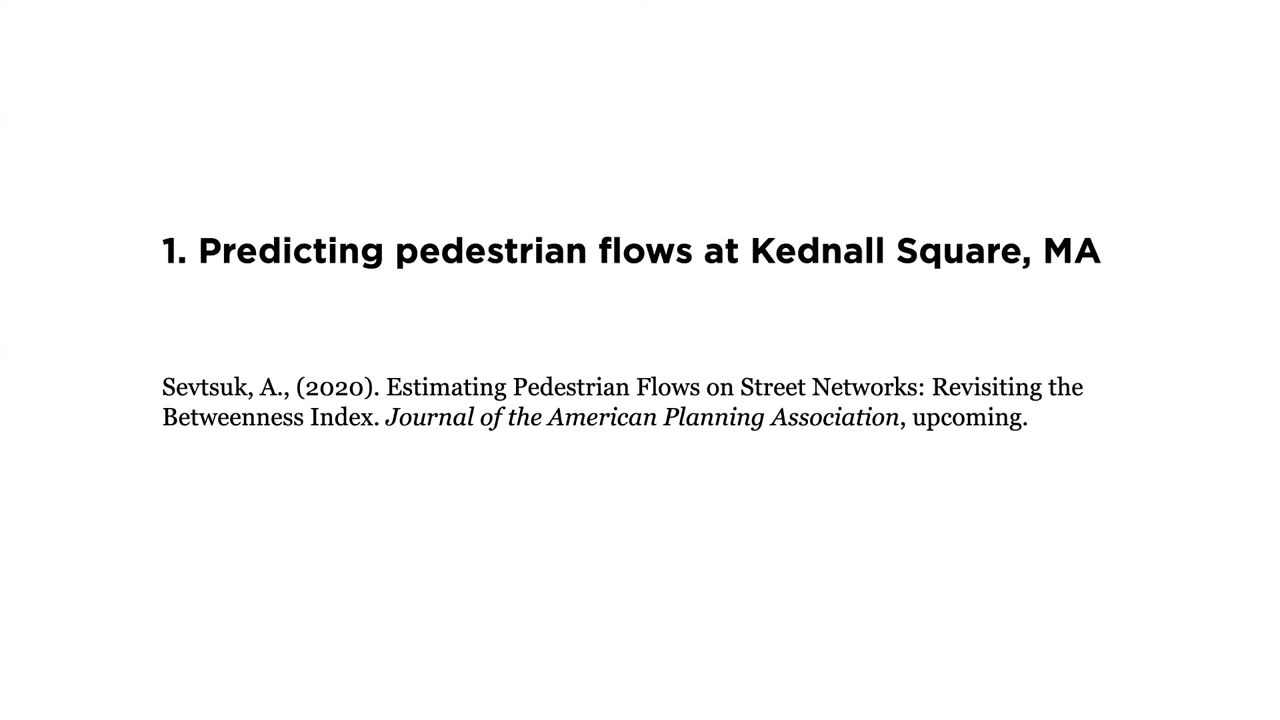 1. Predicting pedestrian flows at Kednall Square, MA
Sevtsuk, A., (2020). Estimating Pedestrian Flows on Street Networks: Revisiting the
Betweenness Index. Journal of the American Planning Association, upcoming.